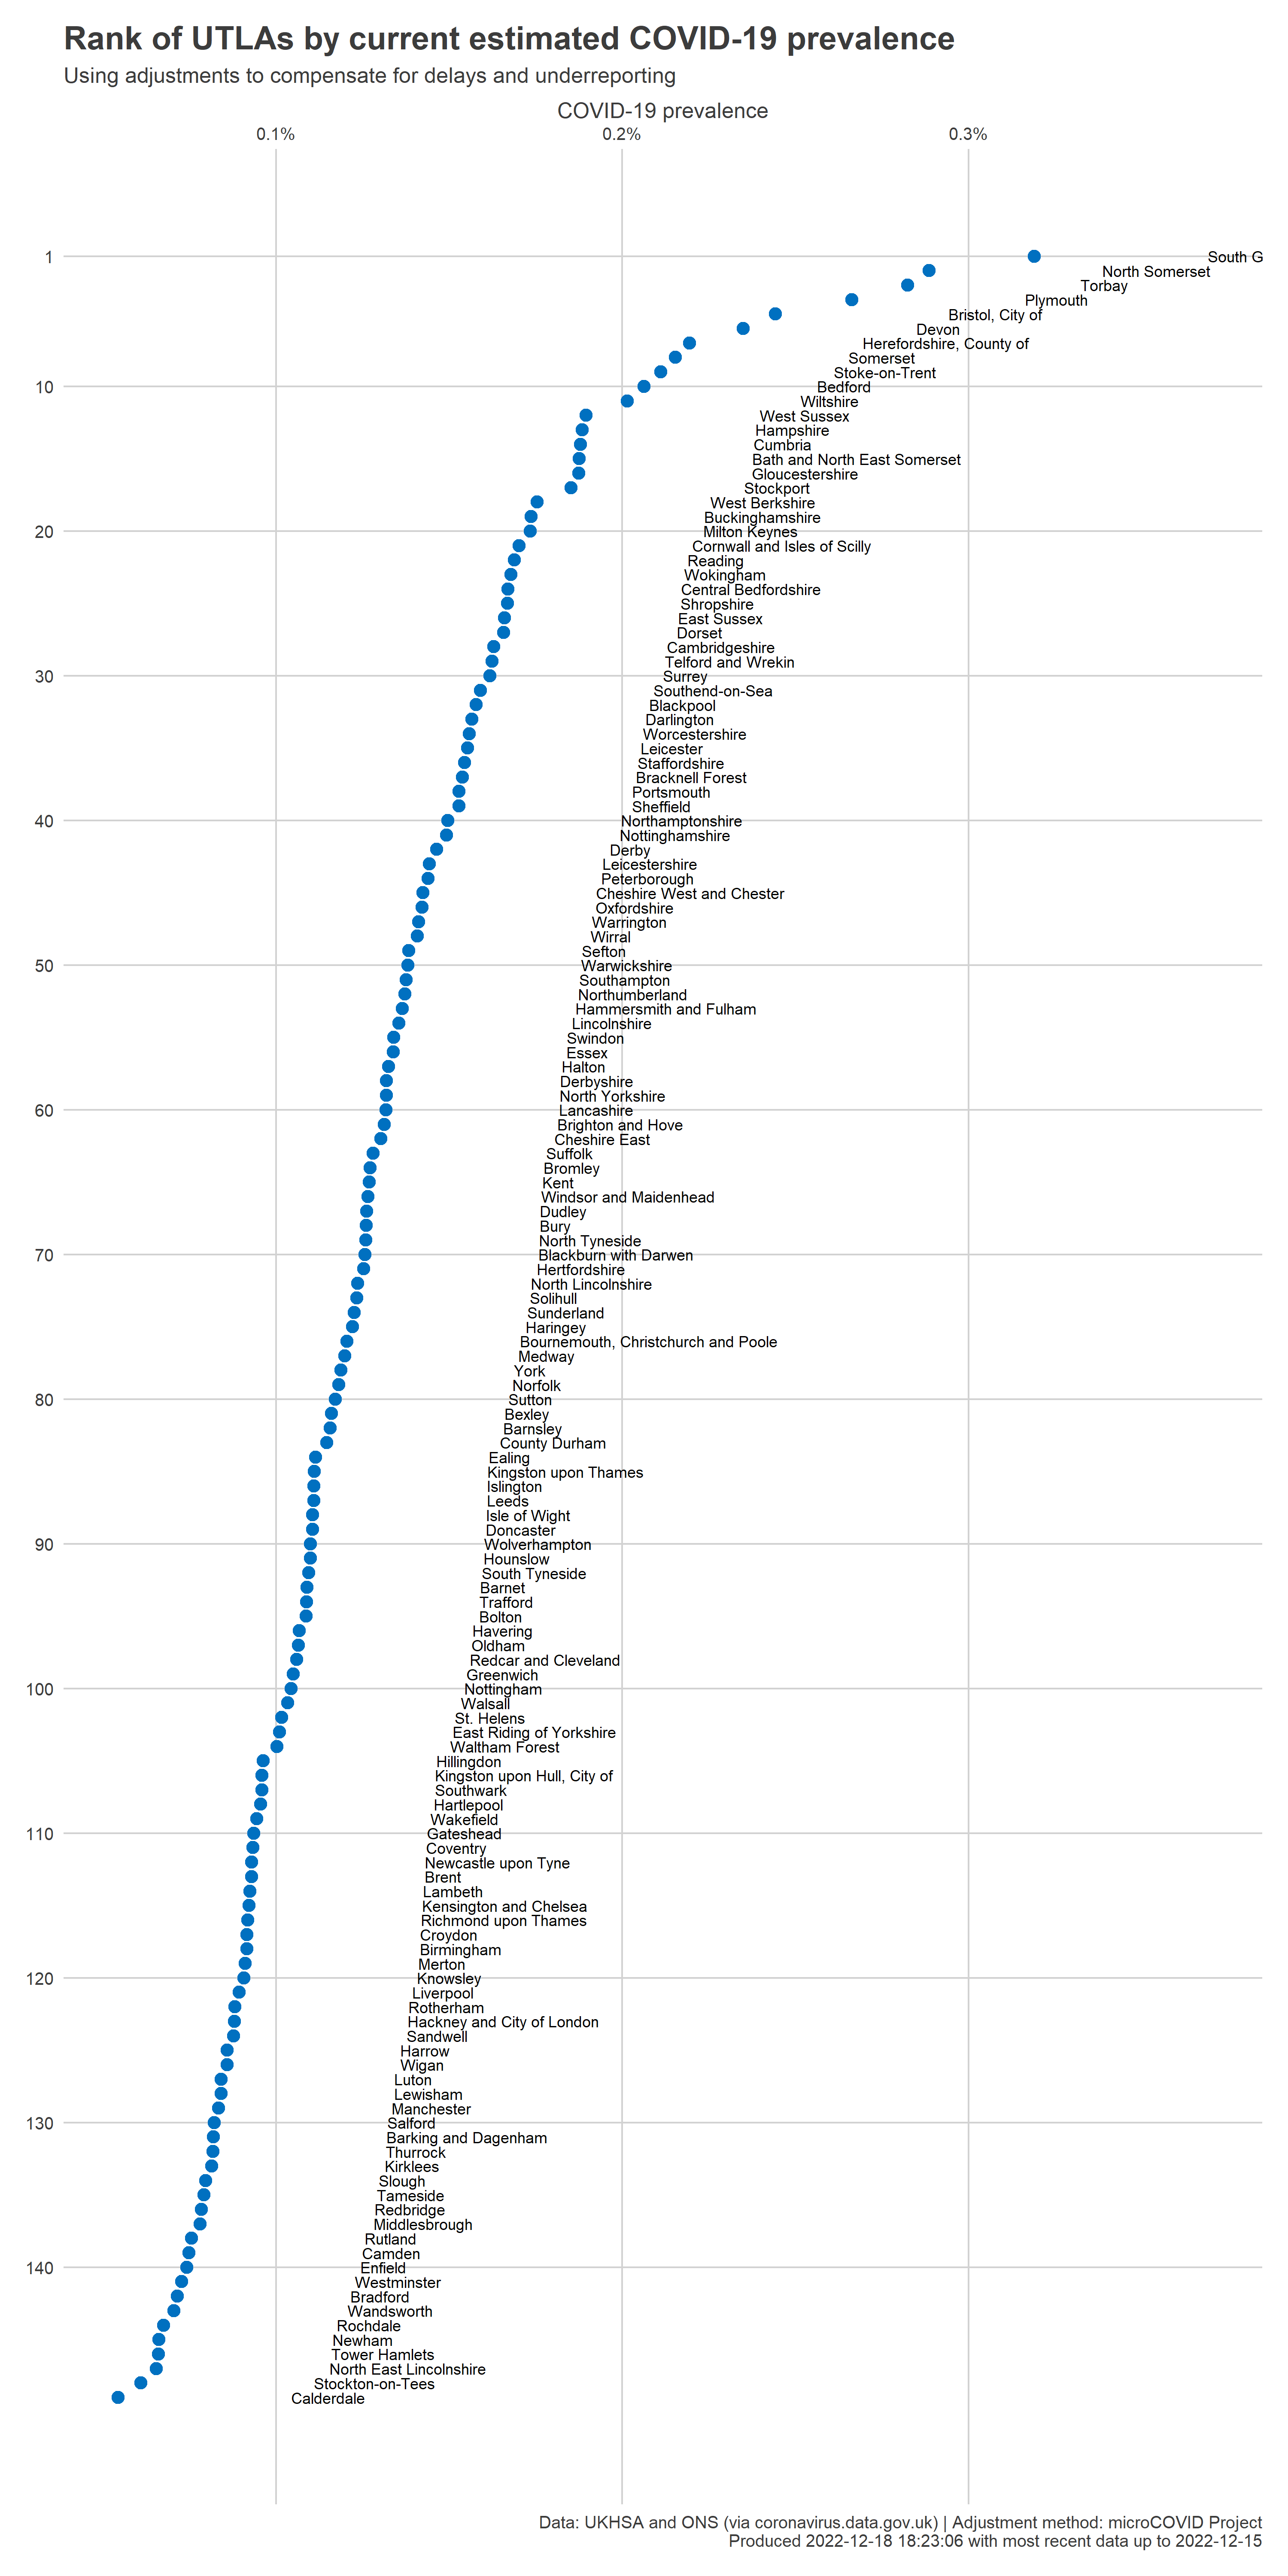 Rank of UTLAs by current estimated COVID-19 prevalence
Using adjustments to compensate for delays and underreporting
COVID-19 prevalence
0.1% 0.2% 0.3%
1 South G
North Somerset
Torbay
Plymouth
Bristol, City of
Devon
Herefordshire, County of
Somerset
Stoke-on-Trent
10 Bedford
Wiltshire
West Sussex
Hampshire
Cumbria
Bath and North East Somerset
Gloucestershire
Stockport
West Berkshire
Buckinghamshire
20 Milton Keynes
Cornwall and Isles of Scilly
Reading
Wokingham
Central Bedfordshire
Shropshire
East Sussex
Dorset
Cambridgeshire
Telford and Wrekin
30 Surrey
Southend-on-Sea
Blackpool
Darlington
Worcestershire
Leicester
Staffordshire
Bracknell Forest
Portsmouth
Sheffield
40 Northamptonshire
Nottinghamshire
Derby
Leicestershire
Peterborough
Cheshire West and Chester
Oxfordshire
Warrington
Wirral
Sefton
50 Warwickshire
Southampton
Northumberland
Hammersmith and Fulham
Lincolnshire
Swindon
Essex
Halton
Derbyshire
North Yorkshire
60 Lancashire
Brighton and Hove
Cheshire East
Suffolk
Bromley
Kent
Windsor and Maidenhead
Dudley
Bury
North Tyneside
70 Blackburn with Darwen
Hertfordshire
North Lincolnshire
Solihull
Sunderland
Haringey
Bournemouth, Christchurch and Poole
Medway
York
Norfolk
80 Sutton
Bexley
Barnsley
County Durham
Ealing
Kingston upon Thames
Islington
Leeds
Isle of Wight
Doncaster
90 Wolverhampton
Hounslow
South Tyneside
Barnet
Trafford
Bolton
Havering
Oldham
Redcar and Cleveland
Greenwich
100 Nottingham
Walsall
St. Helens
East Riding of Yorkshire
Waltham Forest
Hillingdon
Kingston upon Hull, City of
Southwark
Hartlepool
Wakefield
110 Gateshead
Coventry
Newcastle upon Tyne
Brent
Lambeth
Kensington and Chelsea
Richmond upon Thames
Croydon
Birmingham
Merton
120 Knowsley
Liverpool
Rotherham
Hackney and City of London
Sandwell
Harrow
Wigan
Luton
Lewisham
Manchester
130 Salford
Barking and Dagenham
Thurrock
Kirklees
Slough
Tameside
Redbridge
Middlesbrough
Rutland
Camden
140 Enfield
Westminster
Bradford
Wandsworth
Rochdale
Newham
Tower Hamlets
North East Lincolnshire
Stockton-on-Tees
Calderdale
Data: UKHSA and ONS (via coronavirus.data.gov.uk) | Adjustment method: microCOVID Project
Produced 2022-12-18 18:23:06 with most recent data up to 2022-12-15